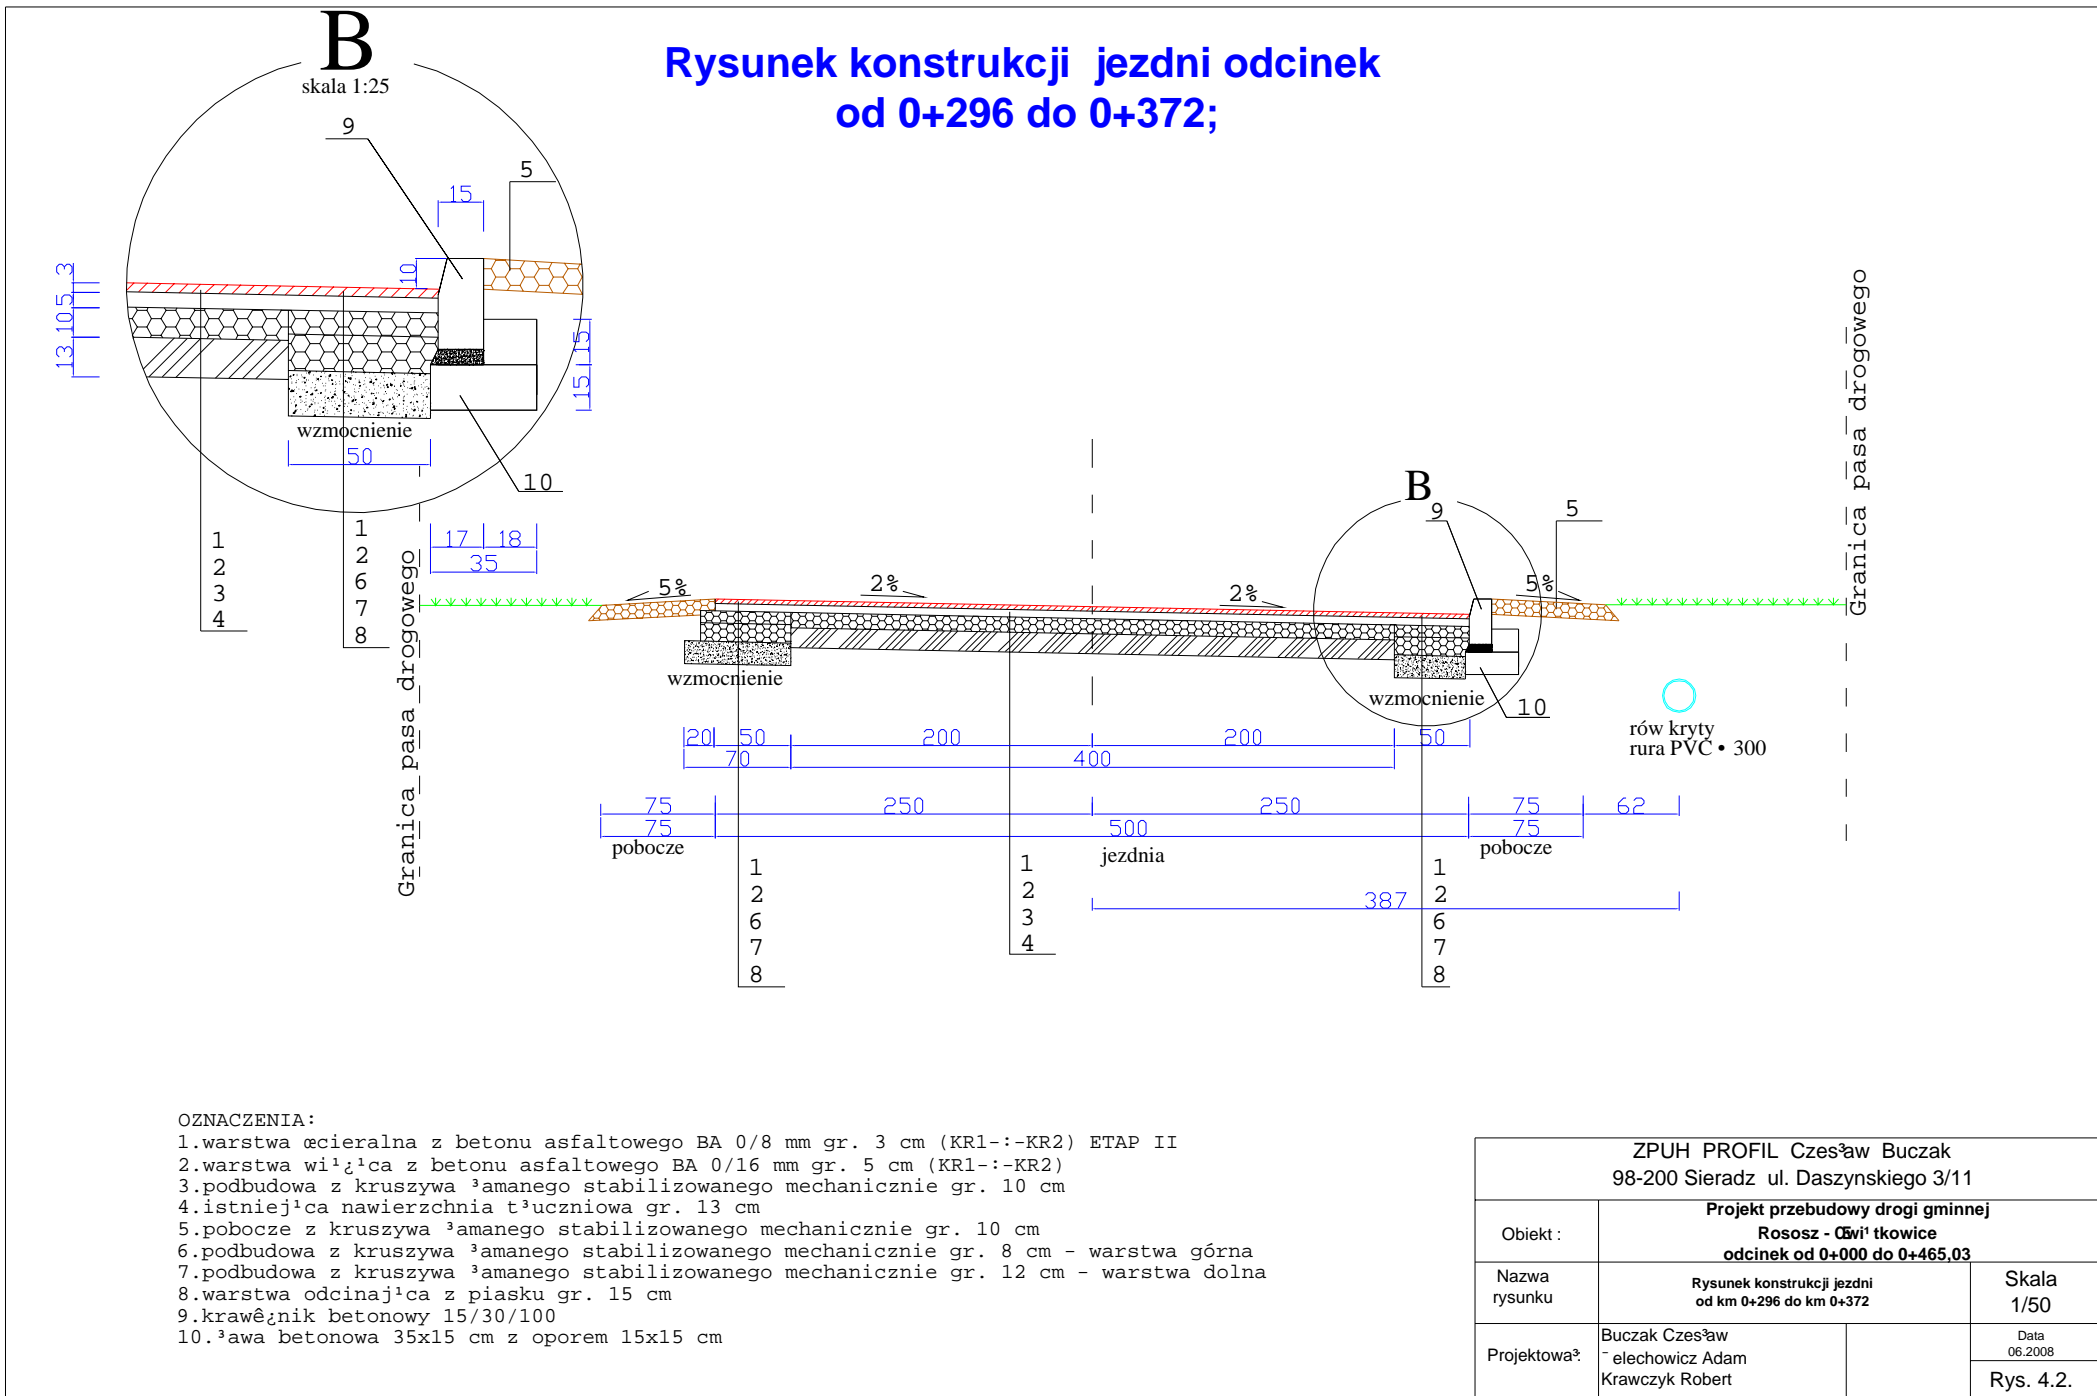 B
skala 1:25
Rysunek konstrukcji jezdni odcinek
od 0+296 do 0+372;
9
5
15
10
3
5
10
13
15
15
wzmocnienie
50
10
17
18
35
1
2
3
4
1
2
6
7
8
Granica pasa drogowego
Granica pasa drogowego
B
9
5
5%
2%
2%
5%
wzmocnienie
wzmocnienie
10
rów kryty
rura PVC • 300
20
50
200
200
50
70
400
75
250
250
75
62
75
500
75
pobocze
jezdnia
pobocze
387
1
2
6
7
8
1
2
3
4
1
2
6
7
8
OZNACZENIA:
1.warstwa œcieralna z betonu asfaltowego BA 0/8 mm gr. 3 cm (KR1-:-KR2) ETAP II
2.warstwa wi¹¿¹ca z betonu asfaltowego BA 0/16 mm gr. 5 cm (KR1-:-KR2)
3.podbudowa z kruszywa ³amanego stabilizowanego mechanicznie gr. 10 cm
4.istniej¹ca nawierzchnia t³uczniowa gr. 13 cm
5.pobocze z kruszywa ³amanego stabilizowanego mechanicznie gr. 10 cm
6.podbudowa z kruszywa ³amanego stabilizowanego mechanicznie gr. 8 cm - warstwa górna
7.podbudowa z kruszywa ³amanego stabilizowanego mechanicznie gr. 12 cm - warstwa dolna
8.warstwa odcinaj¹ca z piasku gr. 15 cm
9.krawê¿nik betonowy 15/30/100
10.³awa betonowa 35x15 cm z oporem 15x15 cm
ZPUH PROFIL Czes³aw Buczak
98-200 Sieradz ul. Daszynskiego 3/11
Obiekt :
Projekt przebudowy drogi gminnej
Rososz - Œwi¹ tkowice
odcinek od 0+000 do 0+465,03
Nazwa
rysunku
Rysunek konstrukcji jezdni
od km 0+296 do km 0+372
Skala
1/50
Projektowa³:
Buczak Czes³aw
¯ elechowicz Adam
Krawczyk Robert
Data
06.2008
Rys. 4.2.